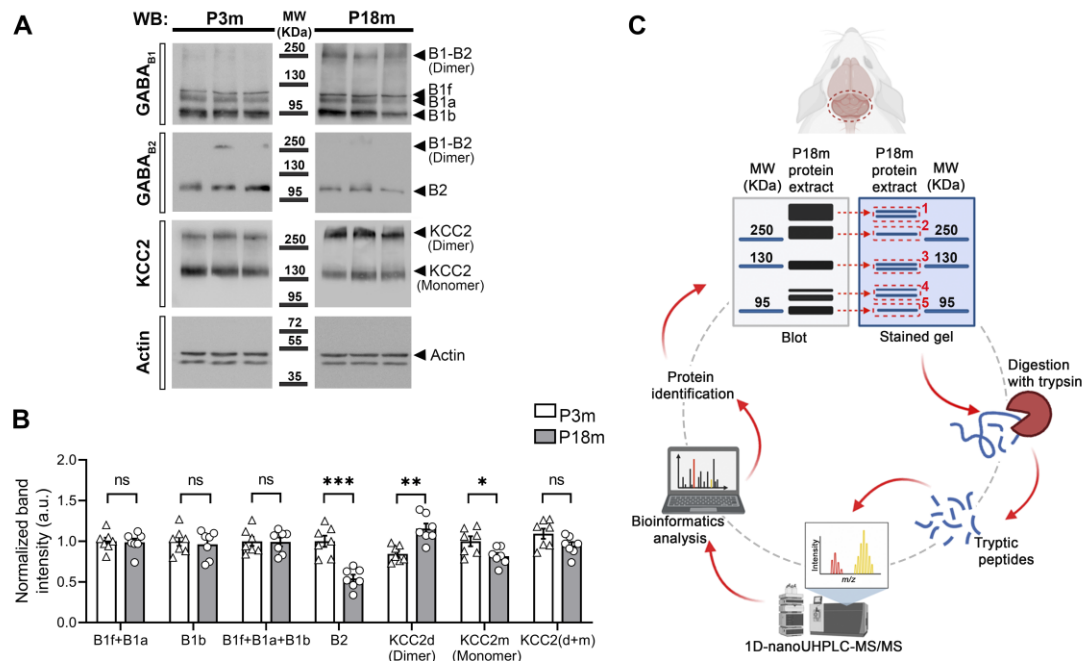 A
WB: P3m MW (KDa) P18m
GABAB1
250
130
95
B1-B2 (Dimer)
B1f
B1a
B1b
GABAB2
250
130
95
B1-B2 (Dimer)
B2
KCC2
250
130
95
KCC2 (Dimer)
KCC2 (Monomer)
Actin
72
55
35
Actin
B
P3m
P18m
Normalized band intensity (a.u.)
2.0
1.5
1.0
0.5
0.0
ns ns ns *** ** * ns
B1f+B1a B1b B1f+B1a+B1b B2 KCC2d (Dimer) KCC2m (Monomer) KCC2(d+m)
C
MW (KDa)
P18m protein extract
P18m protein extract
MW (KDa)
1
250 2 250
130 3 130
4
95 5 95
Blot
Stained gel
Digestion with trypsin
Tryptic peptides
Intensity
m/z
1D-nanoUHPLC-MS/MS
Bioinformatics analysis
Protein identification